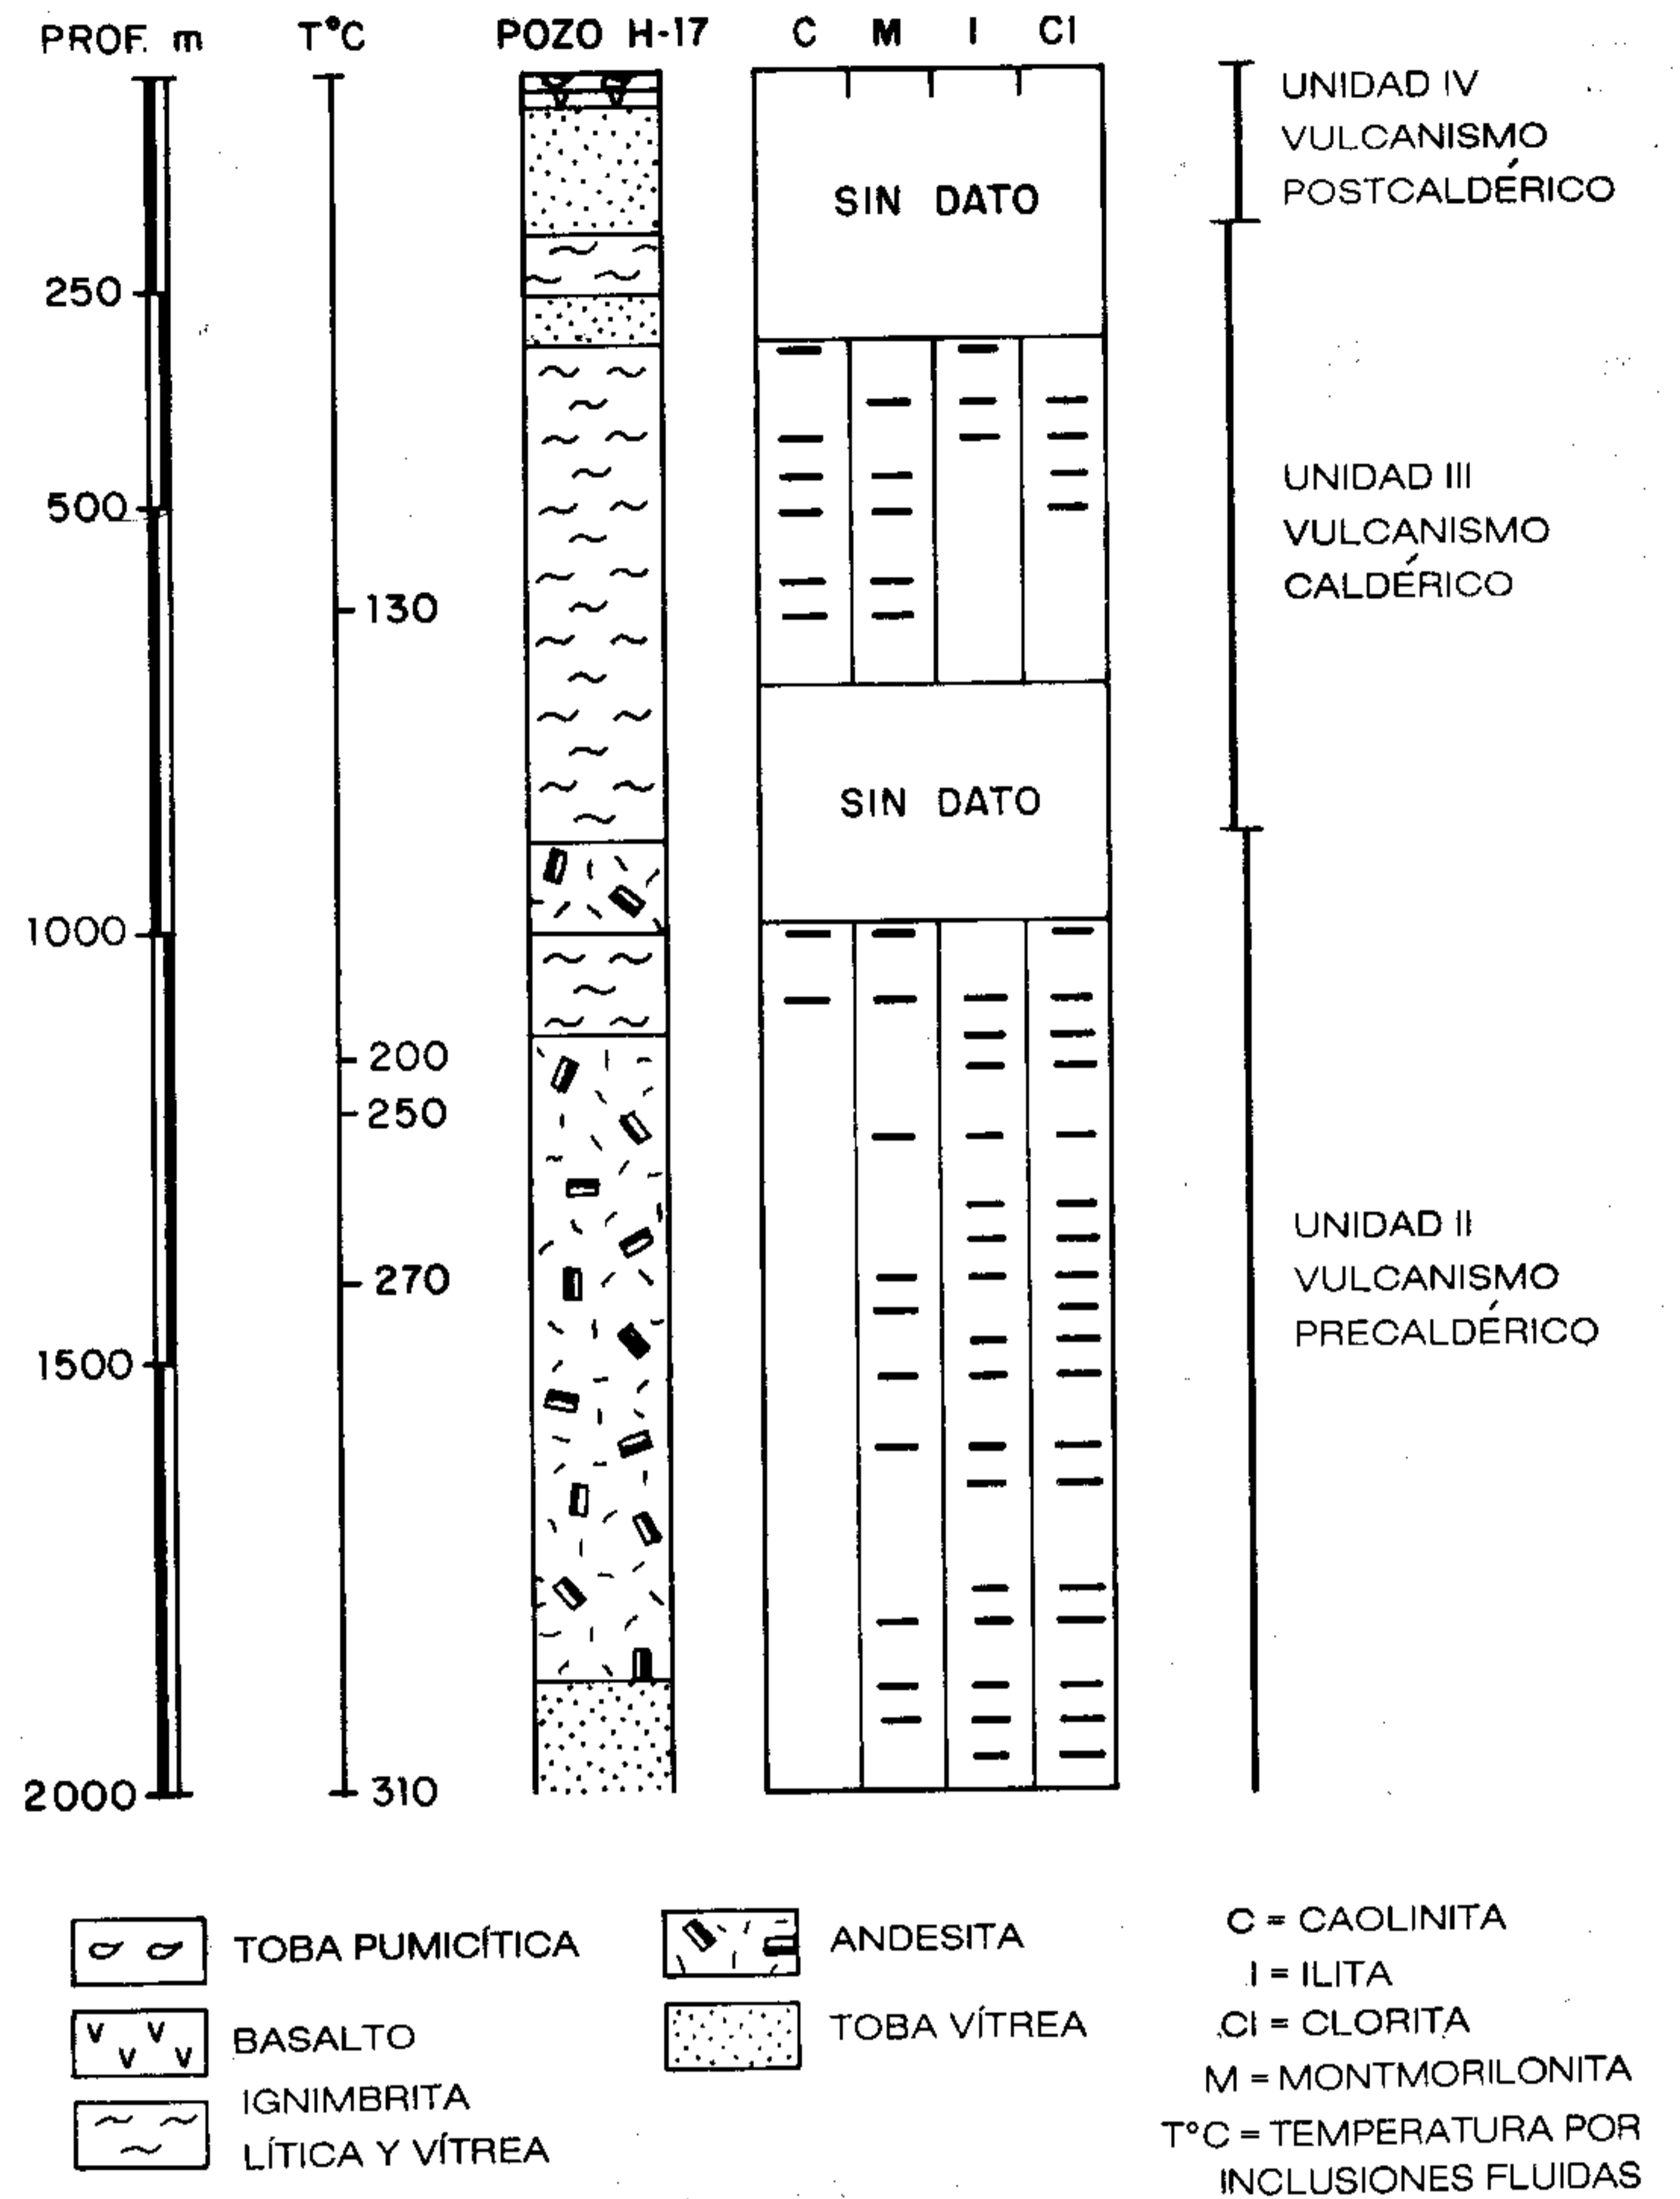 PROF. m T°C POZO H-17 C M I Cl
UNIDAD IV
VULCANISMO
POSTCALDÉRICO
SIN DATO
250
UNIDAD III
VULCANISMO
CALDÉRICO
500
130
SIN DATO
1000
200
250
UNIDAD II
VULCANISMO
PRECALDÉRICO
270
1500
2000
310
TOBA PUMICÍTICA
BASALTO
IGNIMBRITA
LÍTICA Y VÍTREA
ANDESITA
TOBA VÍTREA
C = CAOLINITA
I = ILITA
Cl = CLORITA
M = MONTMORILONITA
T°C = TEMPERATURA POR
INCLUSIONES FLUIDAS